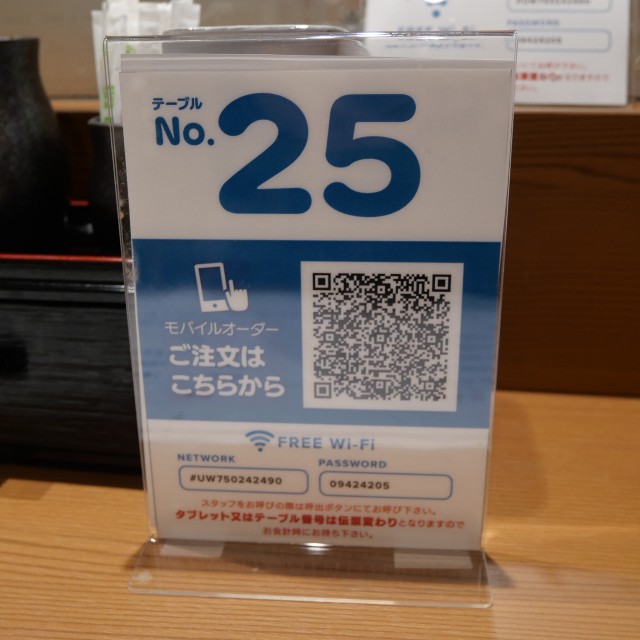 テーブル
No.25
モバイルオーダー
ご注文は
こちらから
FREE Wi-Fi
NETWORK
#UW750242490
PASSWORD
09424205
スタッフをお呼びの際は呼出ボタンにてお呼び下さい。
タブレット又はテーブル番号は伝票変わりとなりますので
お会計時にお持ち下さい。
PASSWORD
09424205